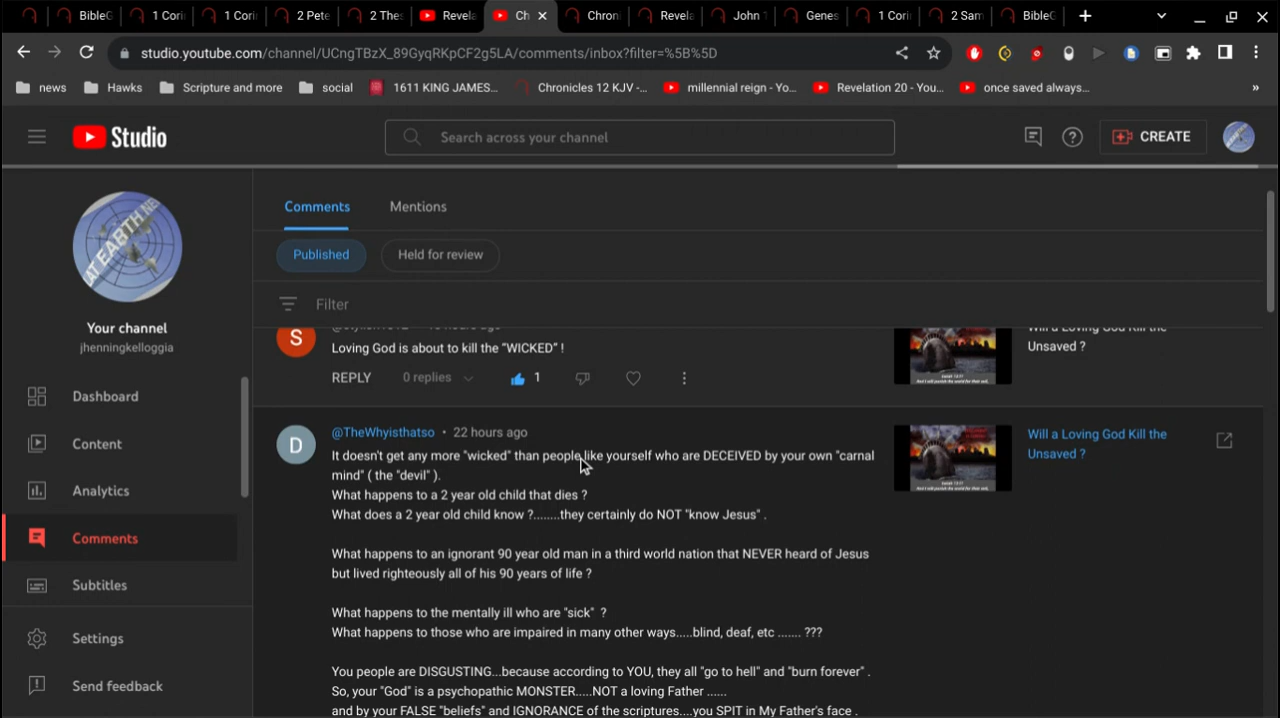 BibleG
1 Corin
1 Corin
2 Pete
2 Thes
Revela
Ch
Chroni
Revela
John 1
Genes
1 Corin
2 Sam
BibleG
studio.youtube.com/channel/UCngTBzX_89GyqRKpCF2g5LA/comments/inbox?filter=%5B%5D
news
Hawks
Scripture and more
social
1611 KING JAMES...
Chronicles 12 KJV -...
millennial reign - Yo...
Revelation 20 - You...
once saved always...
»
Studio
Search across your channel
CREATE
AT EARTH NE
Your channel
jhenningkelloggia
Dashboard
Content
Analytics
Comments
Subtitles
Settings
Send feedback
Comments
Mentions
Published
Held for review
Filter
S
Loving God is about to kill the "WICKED" !
REPLY
0 replies
1
Will a Loving God Kill the
Unsaved ?
D
@TheWhyisthatso • 22 hours ago
It doesn't get any more "wicked" than people like yourself who are DECEIVED by your own "carnal
mind" ( the "devil" ).
What happens to a 2 year old child that dies ?
What does a 2 year old child know ?........they certainly do NOT "know Jesus" .
What happens to an ignorant 90 year old man in a third world nation that NEVER heard of Jesus
but lived righteously all of his 90 years of life ?
What happens to the mentally ill who are "sick"  ?
What happens to those who are impaired in many other ways.....blind, deaf, etc ....... ???
You people are DISGUSTING...because according to YOU, they all "go to hell" and "burn forever" .
So, your "God" is a psychopathic MONSTER.....NOT a loving Father ......
and by your FALSE "beliefs" and IGNORANCE of the scriptures....you SPIT in My Father's face .
Will a Loving God Kill the
Unsaved ?